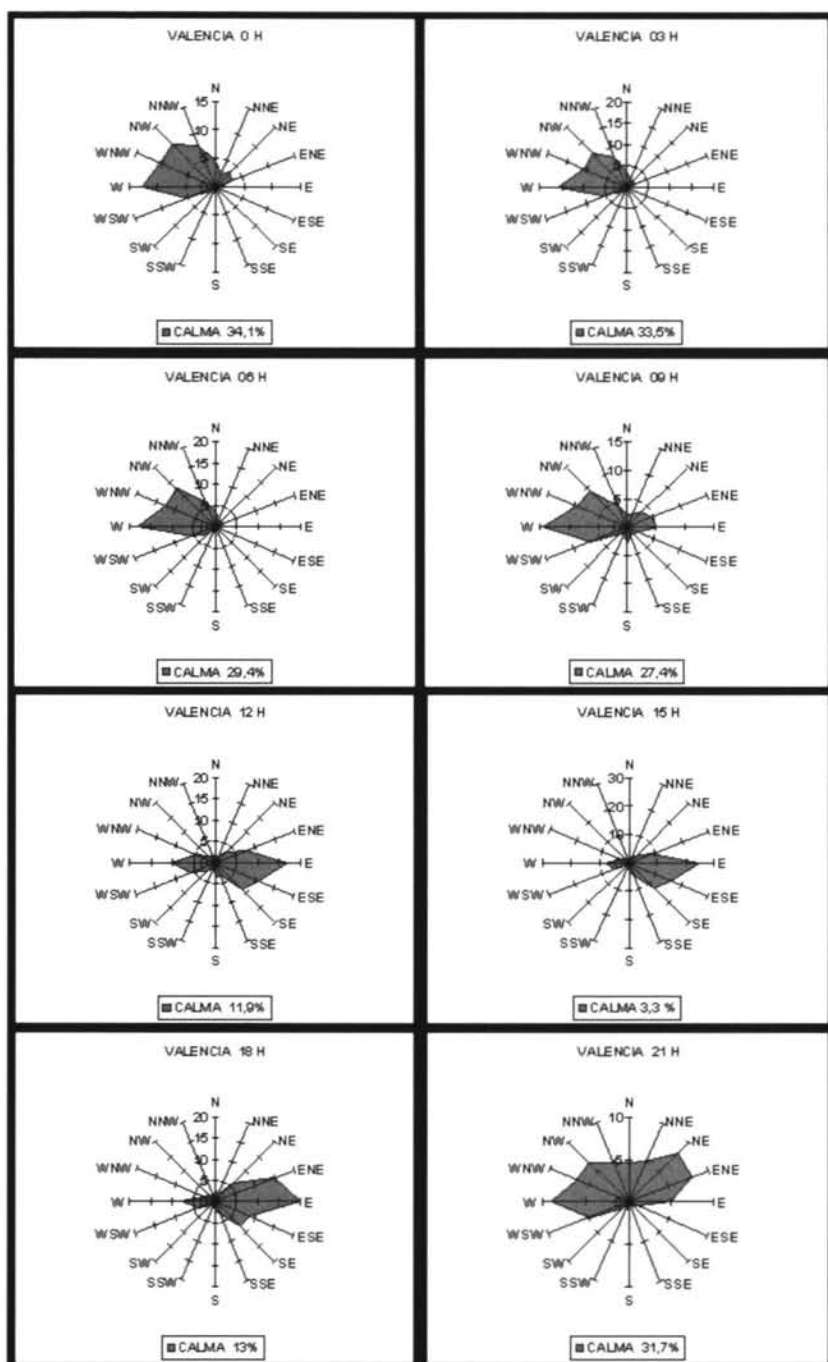 VALENCIA 0 H
N
NNW 15 NNE
NW 10 NE
WNW 5 ENE
W E
WSW ESE
SW SE
SSW SSE
S
CALMA 34,1%
VALENCIA 03 H
N
NNW 20 NNE
NW 15 NE
10
WNW 5 ENE
W E
WSW ESE
SW SE
SSW SSE
S
CALMA 33,5%
VALENCIA 06 H
N
NNW 20 NNE
NW 15 NE
10
WNW 5 ENE
W E
WSW ESE
SW SE
SSW SSE
S
CALMA 29,4%
VALENCIA 09 H
N
NNW 15 NNE
NW 10 NE
WNW 5 ENE
W E
WSW ESE
SW SE
SSW SSE
S
CALMA 27,4%
VALENCIA 12 H
N
NNW 20 NNE
NW 15 NE
10
WNW 5 ENE
W E
WSW ESE
SW SE
SSW SSE
S
CALMA 11,9%
VALENCIA 15 H
N
NNW 30 NNE
NW 20 NE
WNW 10 ENE
W E
WSW ESE
SW SE
SSW SSE
S
CALMA 3,3 %
VALENCIA 18 H
N
NNW 20 NNE
NW 15 NE
10
WNW 5 ENE
W E
WSW ESE
SW SE
SSW SSE
S
CALMA 13%
VALENCIA 21 H
N
NNW 10 NNE
NW NE
WNW 5 ENE
W E
WSW ESE
SW SE
SSW SSE
S
CALMA 31,7%